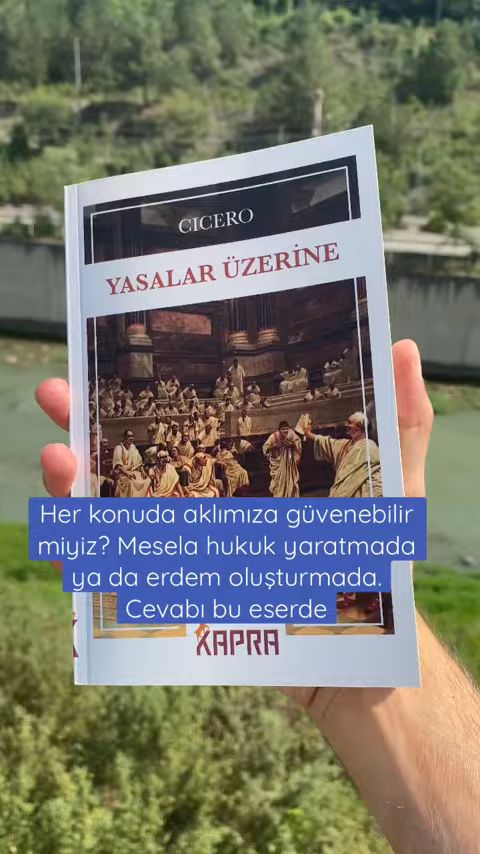 CICERO
YASALAR ÜZERİNE
Her konuda aklımıza güvenebilir
miyiz? Mesela hukuk yaratmada
ya da erdem oluşturmada.
Cevabı bu eserde
KAPRA